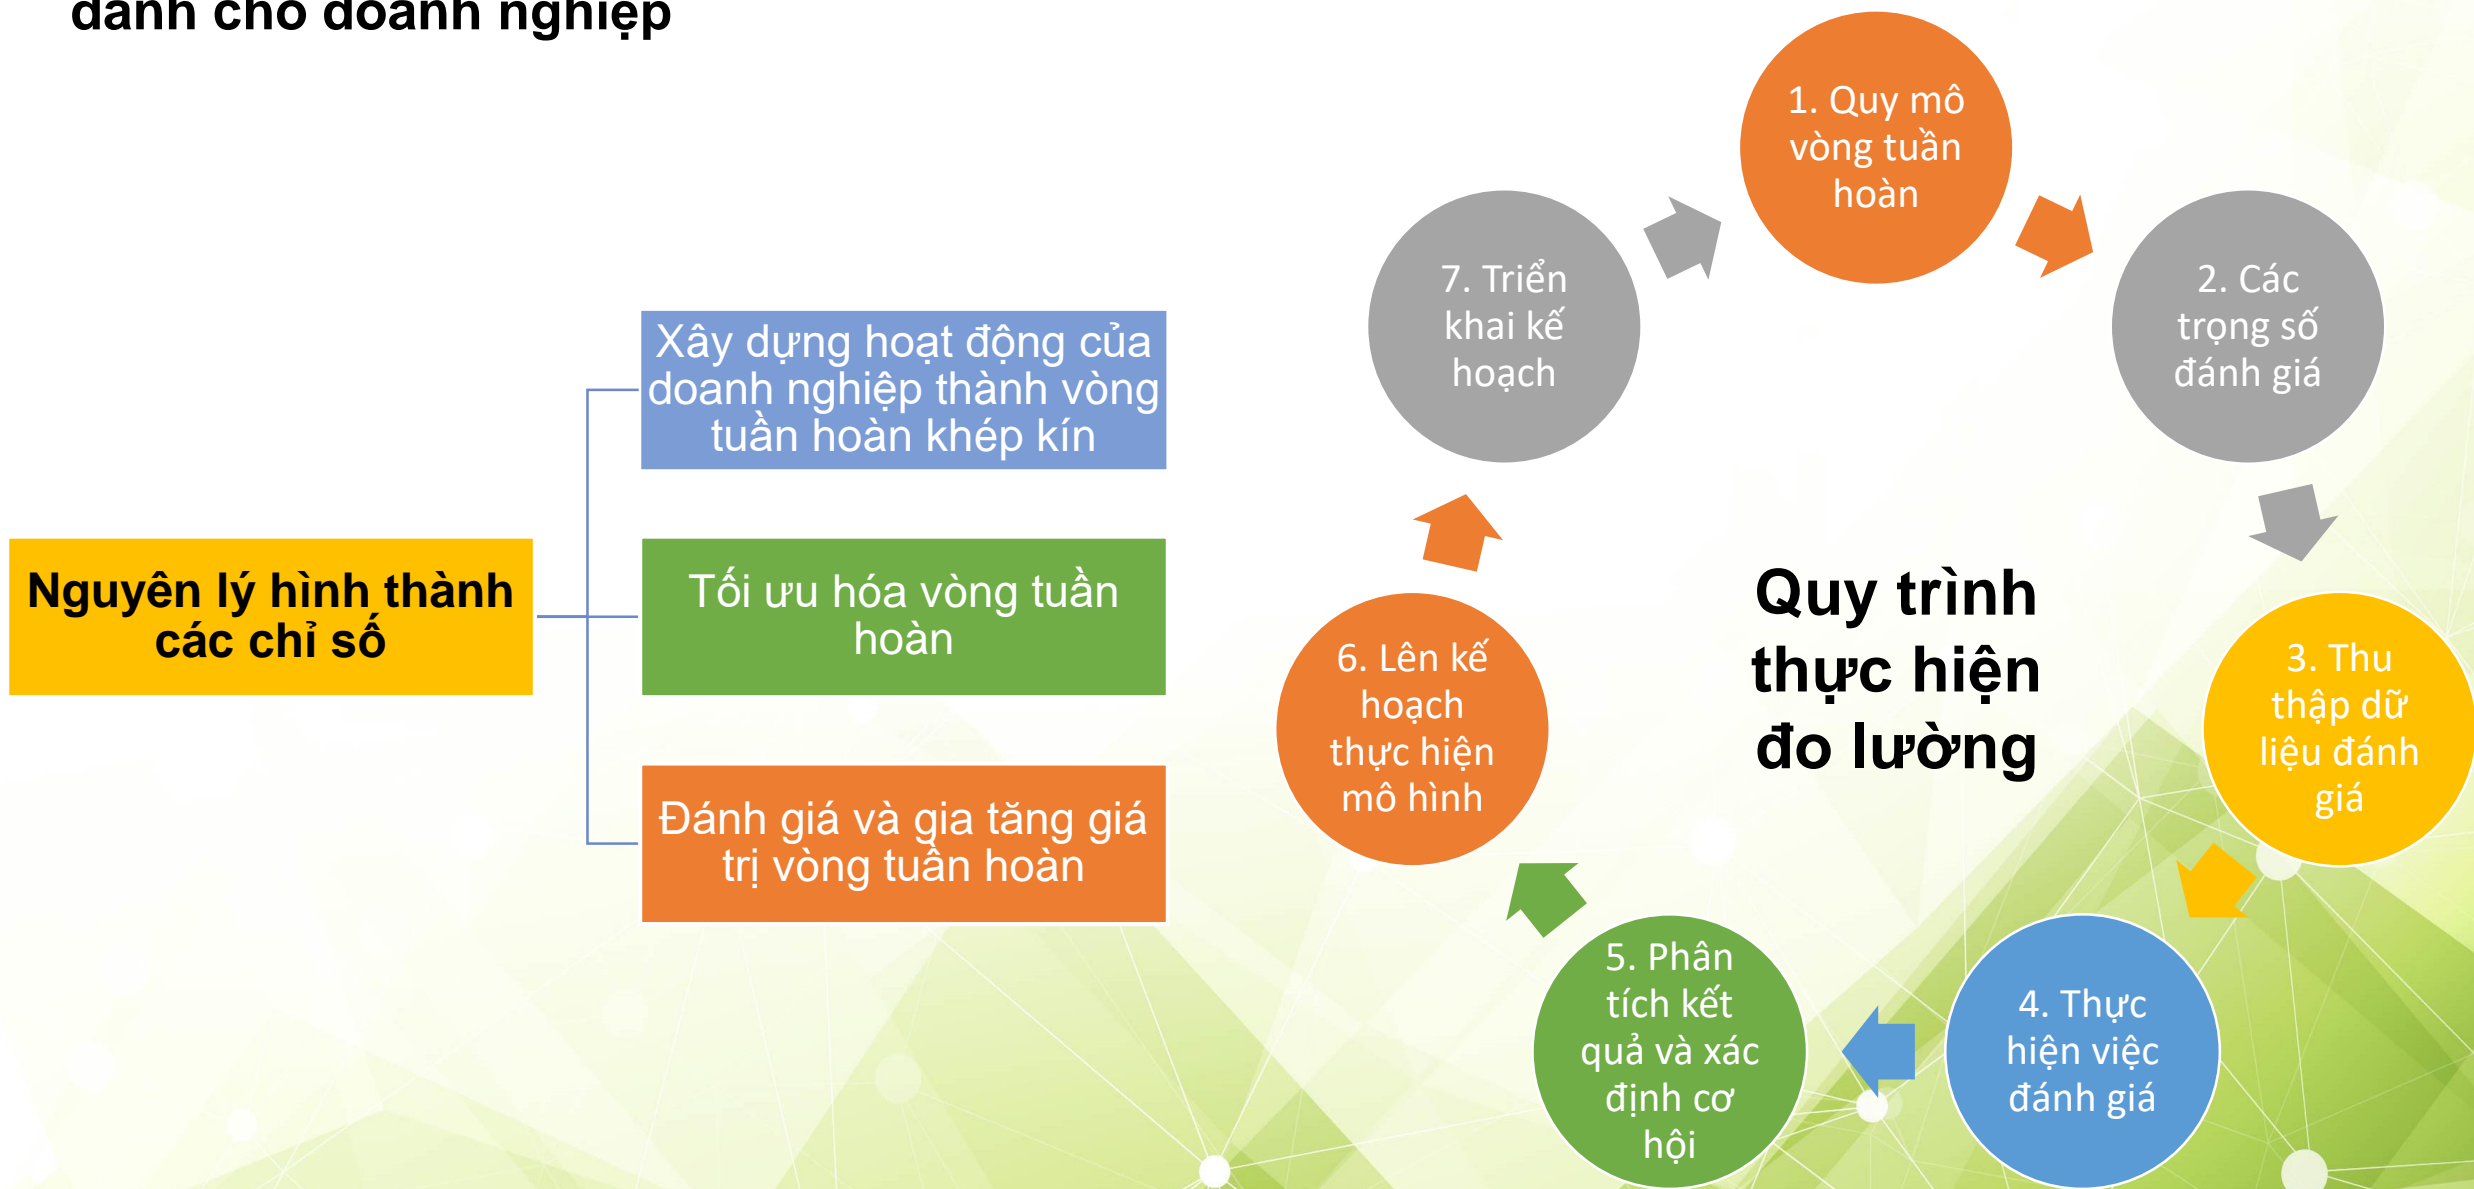 dành cho doanh nghiệp
Xây dựng hoạt động của
doanh nghiệp thành vòng
tuần hoàn khép kín
Nguyên lý hình thành
các chỉ số
Tối ưu hóa vòng tuần
hoàn
Đánh giá và gia tăng giá
trị vòng tuần hoàn
1. Quy mô
vòng tuần
hoàn
2. Các
trọng số
đánh giá
3. Thu
thập dữ
liệu đánh
giá
4. Thực
hiện việc
đánh giá
5. Phân
tích kết
quả và xác
định cơ
hội
6. Lên kế
hoạch
thực hiện
mô hình
7. Triển
khai kế
hoạch
Quy trình
thực hiện
đo lường